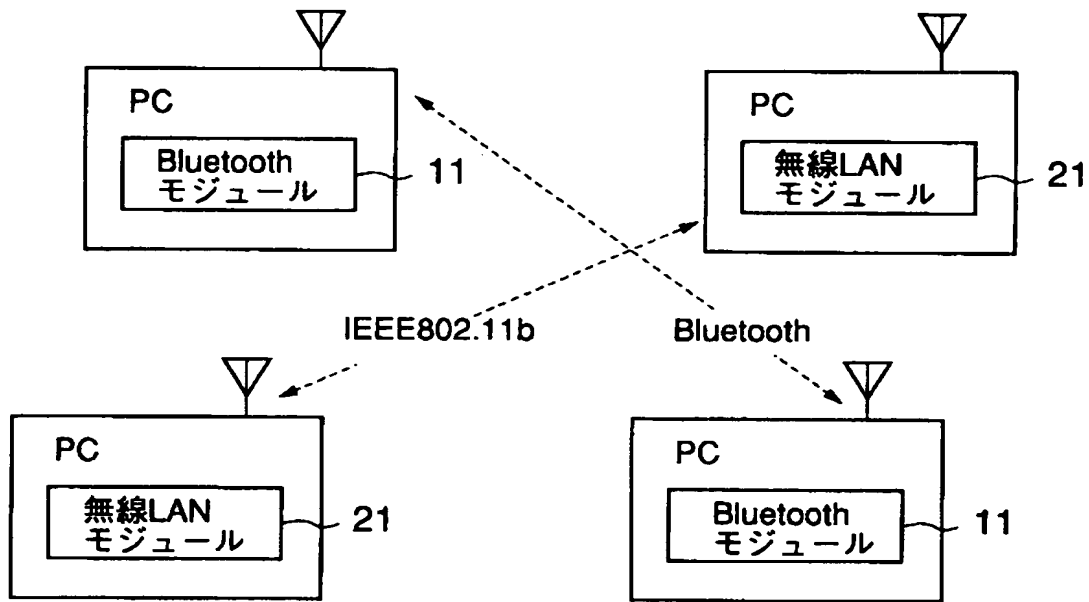 PC
Bluetooth
モジュール
11
PC
無線LAN
モジュール
21
IEEE802.11b
Bluetooth
PC
無線LAN
モジュール
21
PC
Bluetooth
モジュール
11